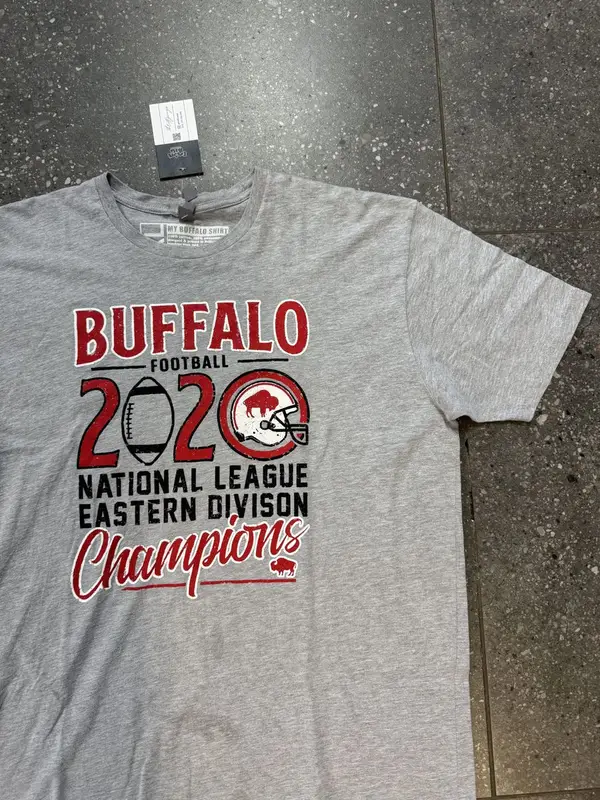 MY BUFFALO SHIRT
BUFFALO
FOOTBALL
2020
NATIONAL LEAGUE
EASTERN DIVISON
Champions